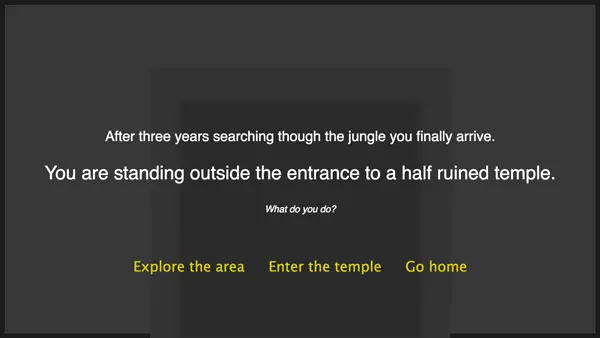 After three years searching though the jungle you finally arrive.
You are standing outside the entrance to a half ruined temple.
What do you do?
Explore the area Enter the temple Go home